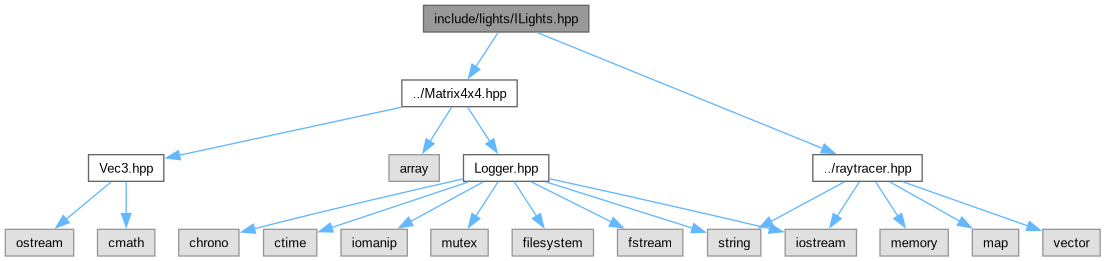 include/lights/ILights.hpp
../Matrix4x4.hpp
Vec3.hpp
array
Logger.hpp
../raytracer.hpp
ostream
cmath
chrono
ctime
iomanip
mutex
filesystem
fstream
string
iostream
memory
map
vector